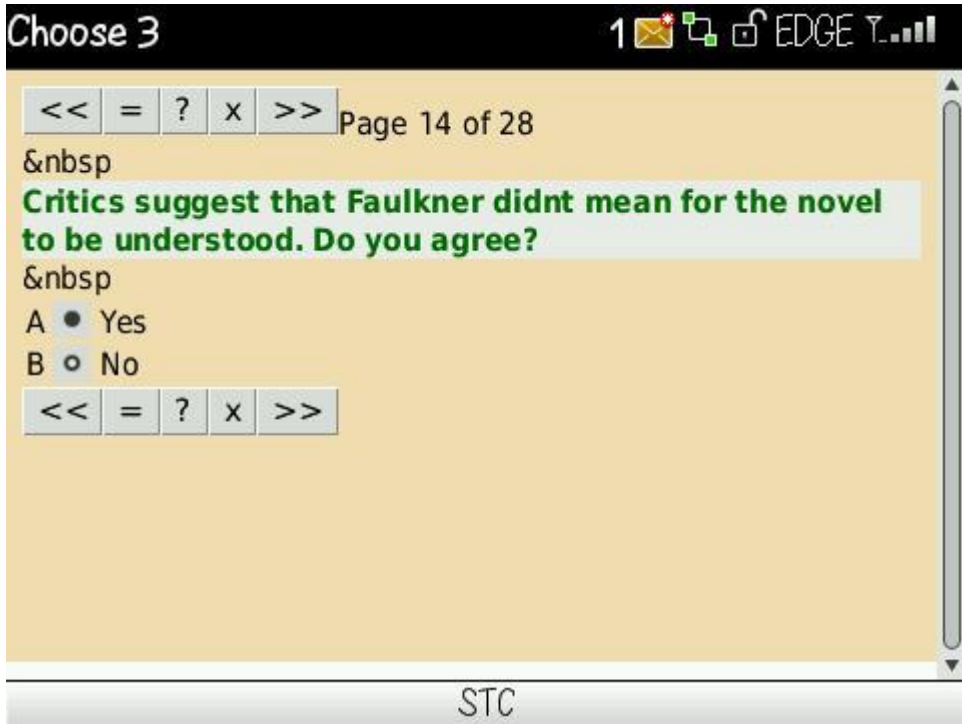 Choose 3 1 EDGE
<< = ? x >> Page 14 of 28
&nbsp
Critics suggest that Faulkner didnt mean for the novel
to be understood. Do you agree?
&nbsp
A Yes
B No
<< = ? x >>
STC